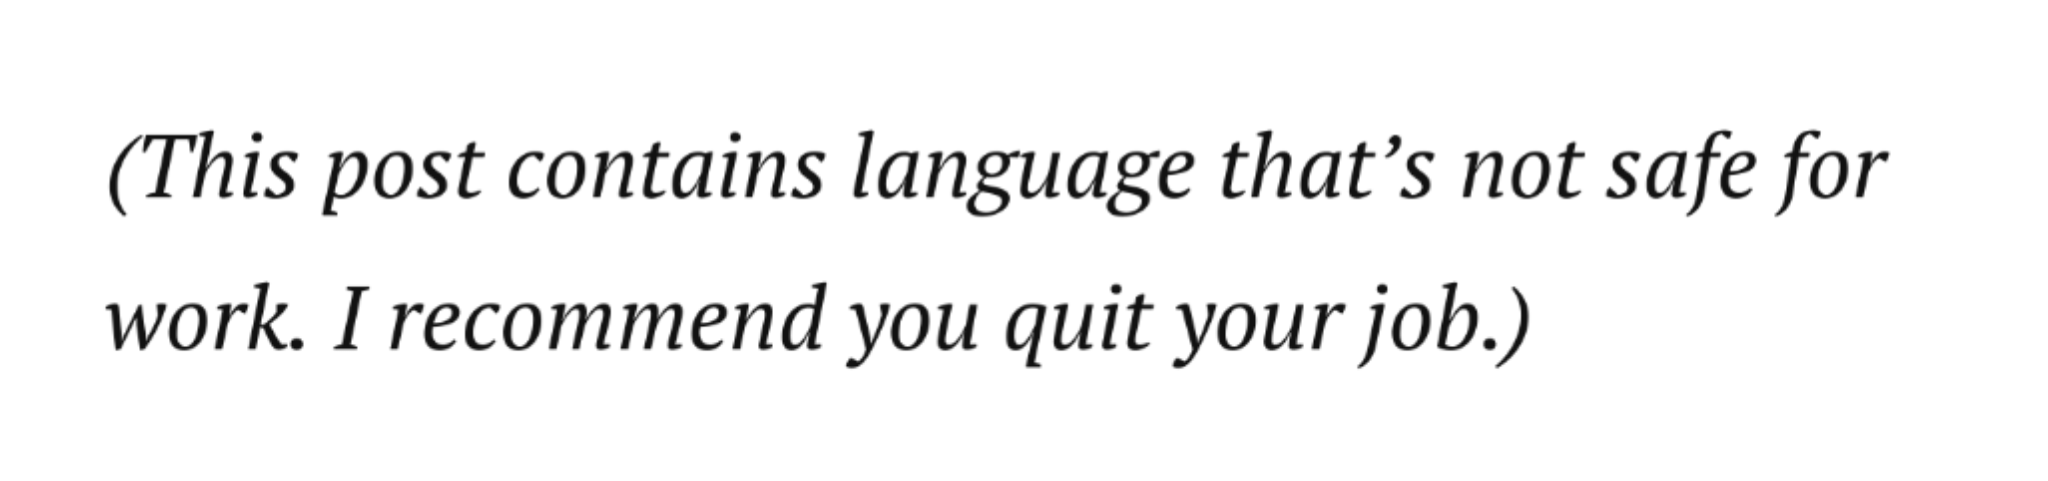 (This post contains language that’s not safe for
work. I recommend you quit your job.)